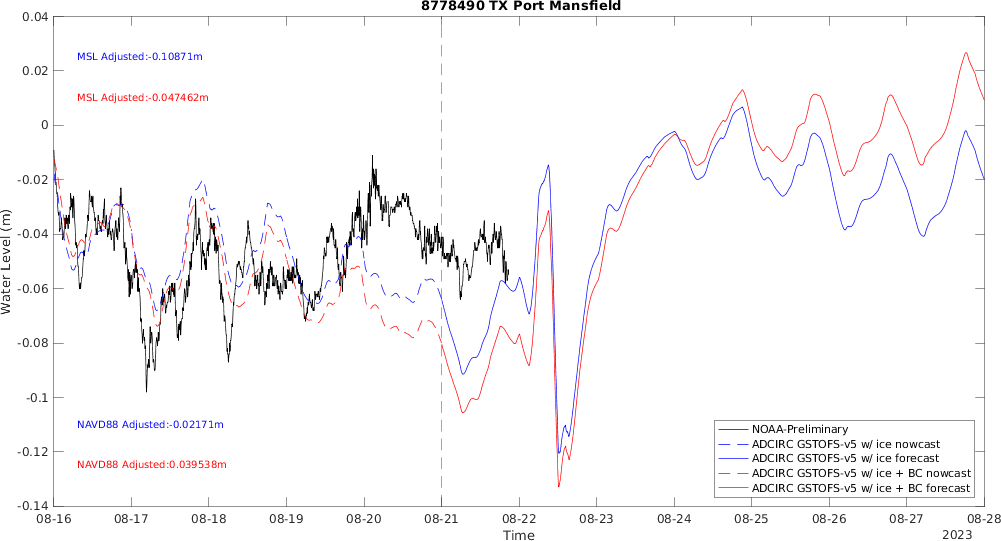 8778490 TX Port Mansfield
0.04
0.02
0
-0.02
-0.04
-0.06
-0.08
-0.1
-0.12
-0.14
Water Level (m)
MSL Adjusted:-0.10871m
MSL Adjusted:-0.047462m
NAVD88 Adjusted:-0.02171m
NAVD88 Adjusted:0.039538m
NOAA-Preliminary
ADCIRC GSTOFS-v5 w/ ice nowcast
ADCIRC GSTOFS-v5 w/ ice forecast
ADCIRC GSTOFS-v5 w/ ice + BC nowcast
ADCIRC GSTOFS-v5 w/ ice + BC forecast
08-16 08-17 08-18 08-19 08-20 08-21 08-22 08-23 08-24 08-25 08-26 08-27 08-28
Time
2023